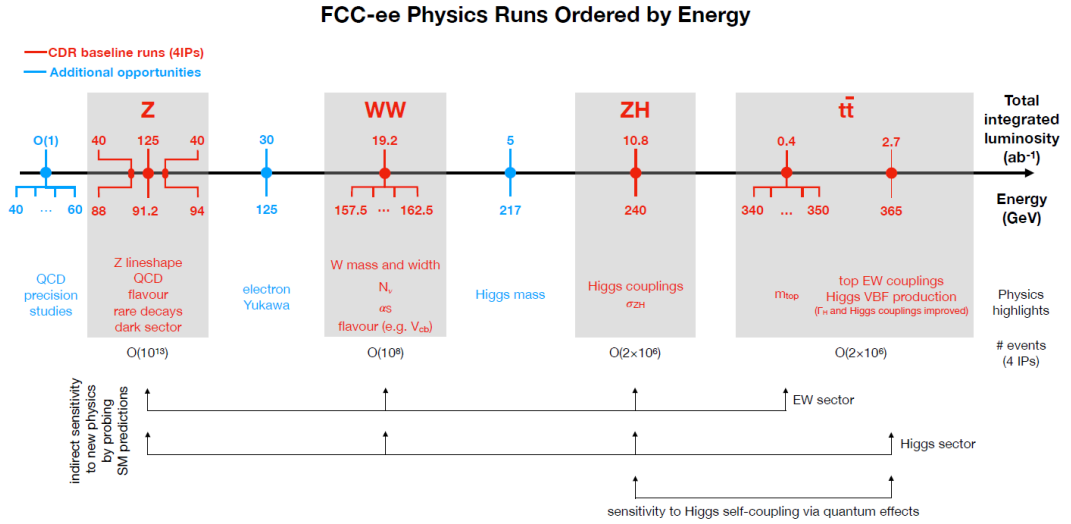 FCC-ee Physics Runs Ordered by Energy
CDR baseline runs (4IPs)
Additional opportunities
Z
WW
ZH
tt̄
Total
integrated
luminosity
(ab⁻¹)
O(1)
40
125
40
30
19.2
5
10.8
0.4
2.7
40 ... 60
88
91.2
94
125
157.5 ... 162.5
217
240
340 ... 350
365
Energy
(GeV)
QCD
precision
studies
Z lineshape
QCD
flavour
rare decays
dark sector
electron
Yukawa
W mass and width
Nᵥ
αs
flavour (e.g. Vcb)
Higgs mass
Higgs couplings
σZH
mtop
top EW couplings
Higgs VBF production
(ΓH and Higgs couplings improved)
Physics
highlights
O(10¹³)
O(10⁸)
O(2×10⁶)
O(2×10⁶)
# events
(4 IPs)
indirect sensitivity
to new physics
by probing
SM predictions
EW sector
Higgs sector
sensitivity to Higgs self-coupling via quantum effects